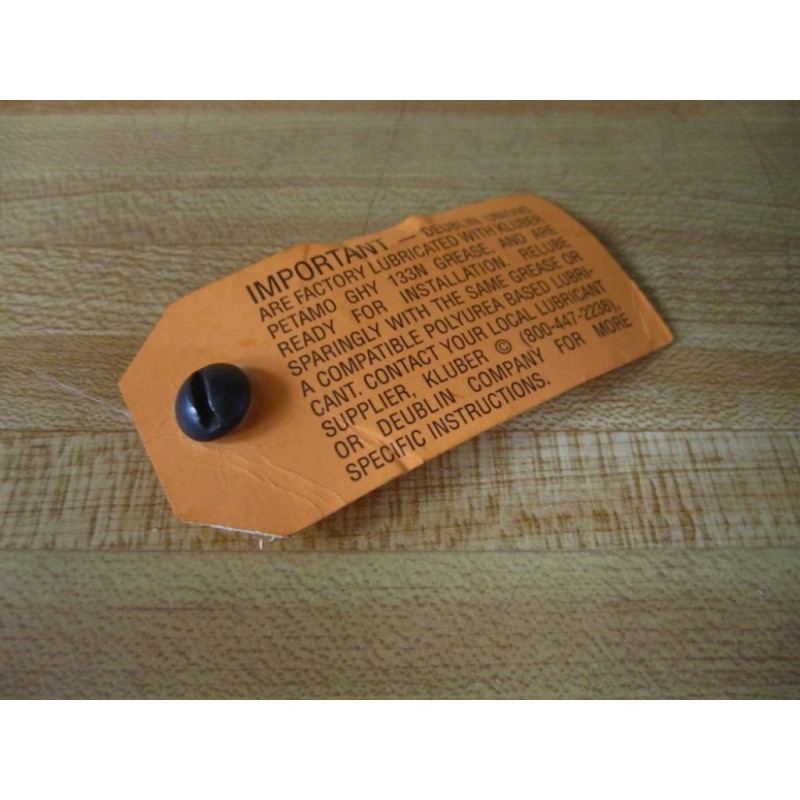 IMPORTANT — DEUBLIN UNIONS
ARE FACTORY LUBRICATED WITH KLUBER
PETAMO GHY 133N GREASE, AND ARE
READY FOR INSTALLATION. RELUBE
SPARINGLY WITH THE SAME GREASE OR
A COMPATIBLE POLYUREA BASED LUBRI-
CANT. CONTACT YOUR LOCAL LUBRICANT
SUPPLIER, KLUBER © (800-447-2238),
OR DEUBLIN COMPANY FOR MORE
SPECIFIC INSTRUCTIONS.